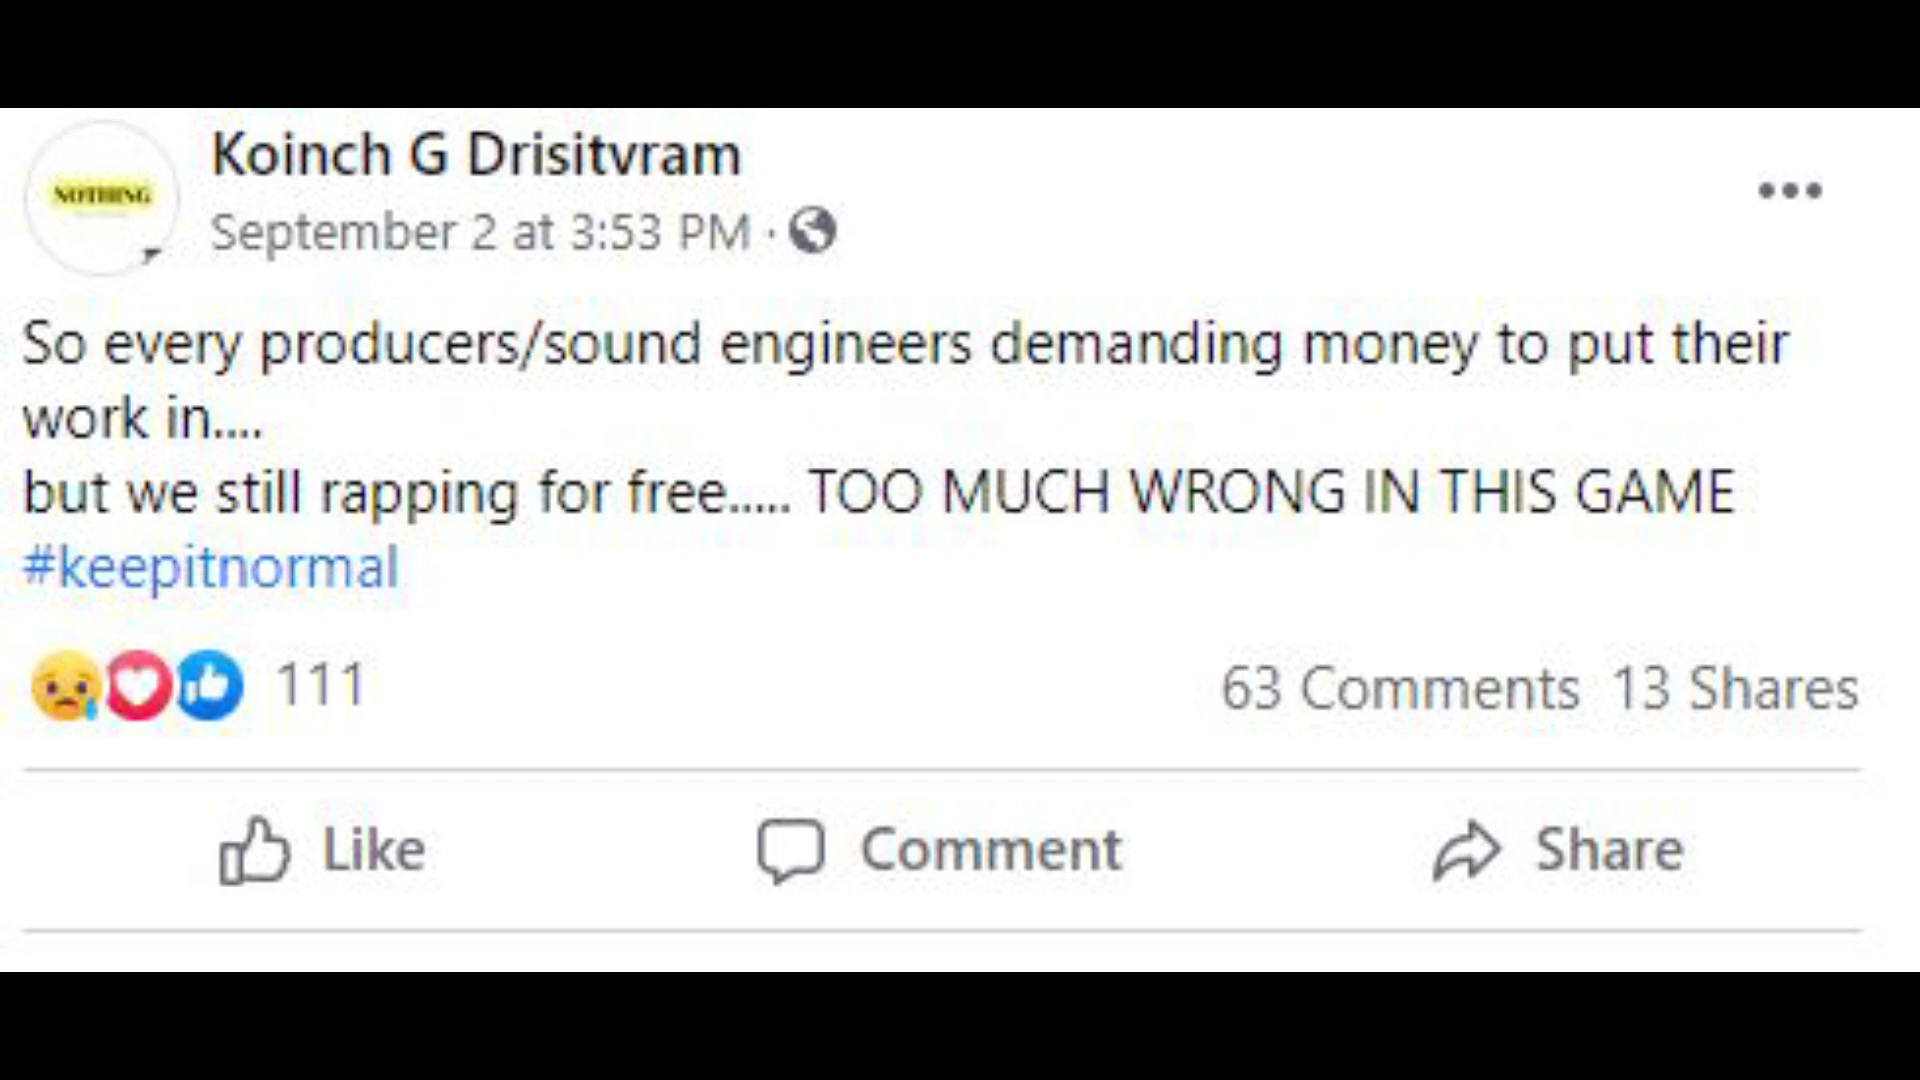 NOTHING
Koinch G Drisitvram
September 2 at 3:53 PM ·
So every producers/sound engineers demanding money to put their
work in....
but we still rapping for free..... TOO MUCH WRONG IN THIS GAME
#keepitnormal
111
63 Comments 13 Shares
Like Comment Share